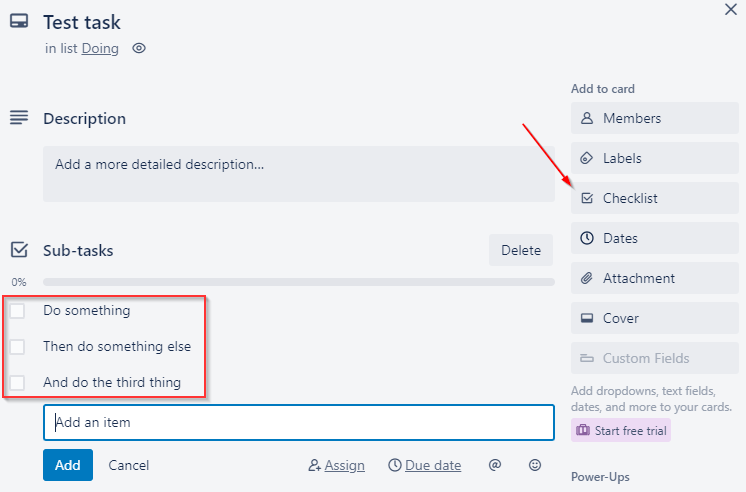 Test task
in list Doing
Description
Add a more detailed description...
Sub-tasks
Delete
0%
Do something
Then do something else
And do the third thing
Add an item
Add
Cancel
Assign
Due date
@
Add to card
Members
Labels
Checklist
Dates
Attachment
Cover
Custom Fields
Add dropdowns, text fields,
dates, and more to your cards.
Start free trial
Power-Ups